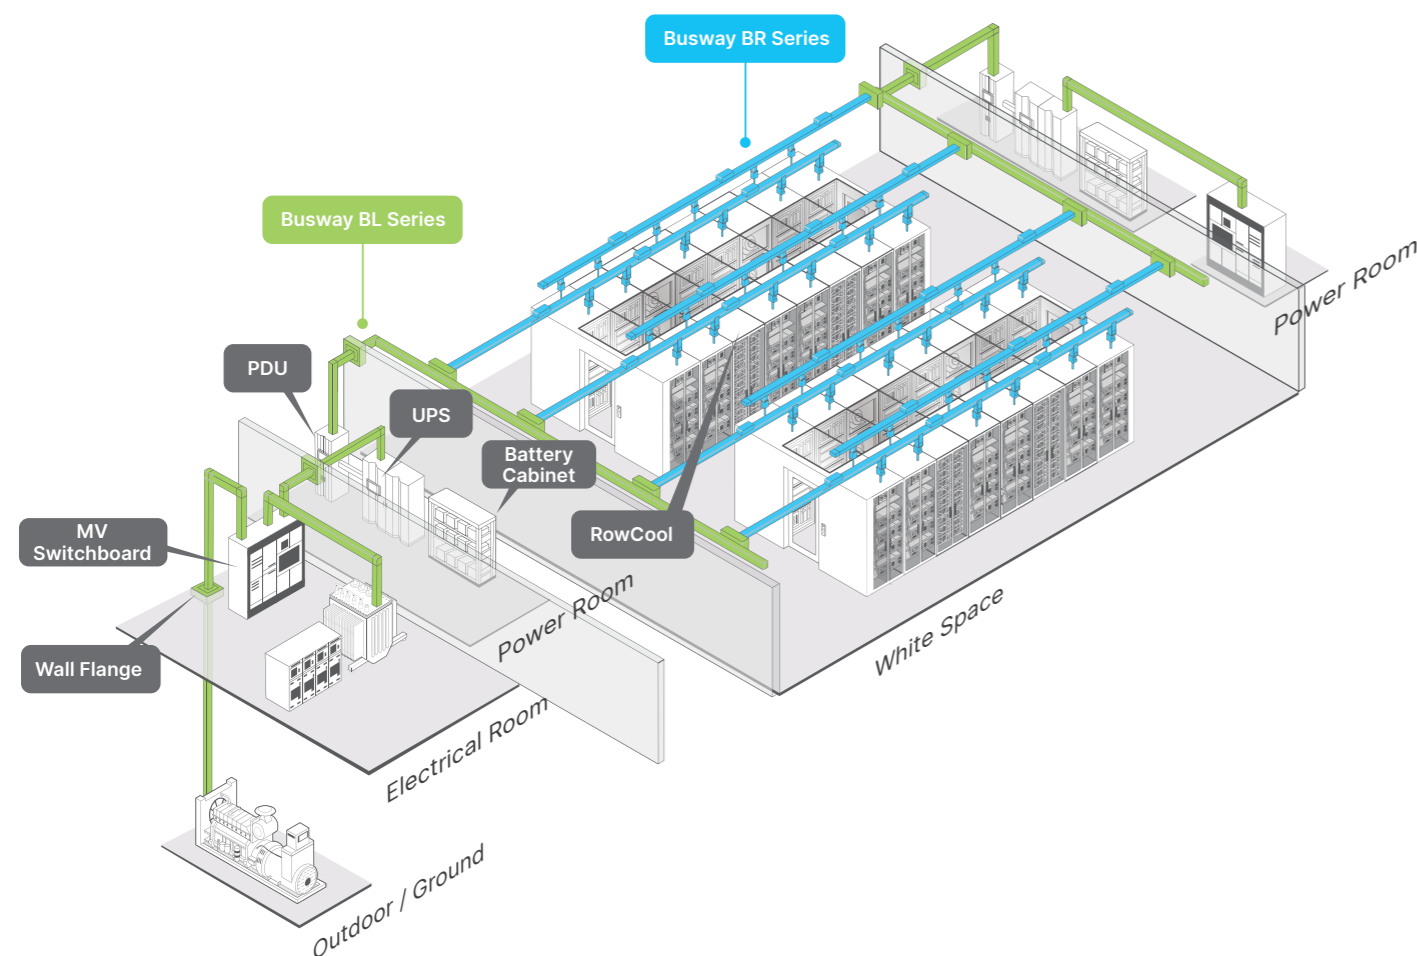 Busway BR Series
Busway BL Series
PDU
UPS
Battery
Cabinet
MV
Switchboard
RowCool
Wall Flange
Power Room
Power Room
White Space
Electrical Room
Outdoor / Ground